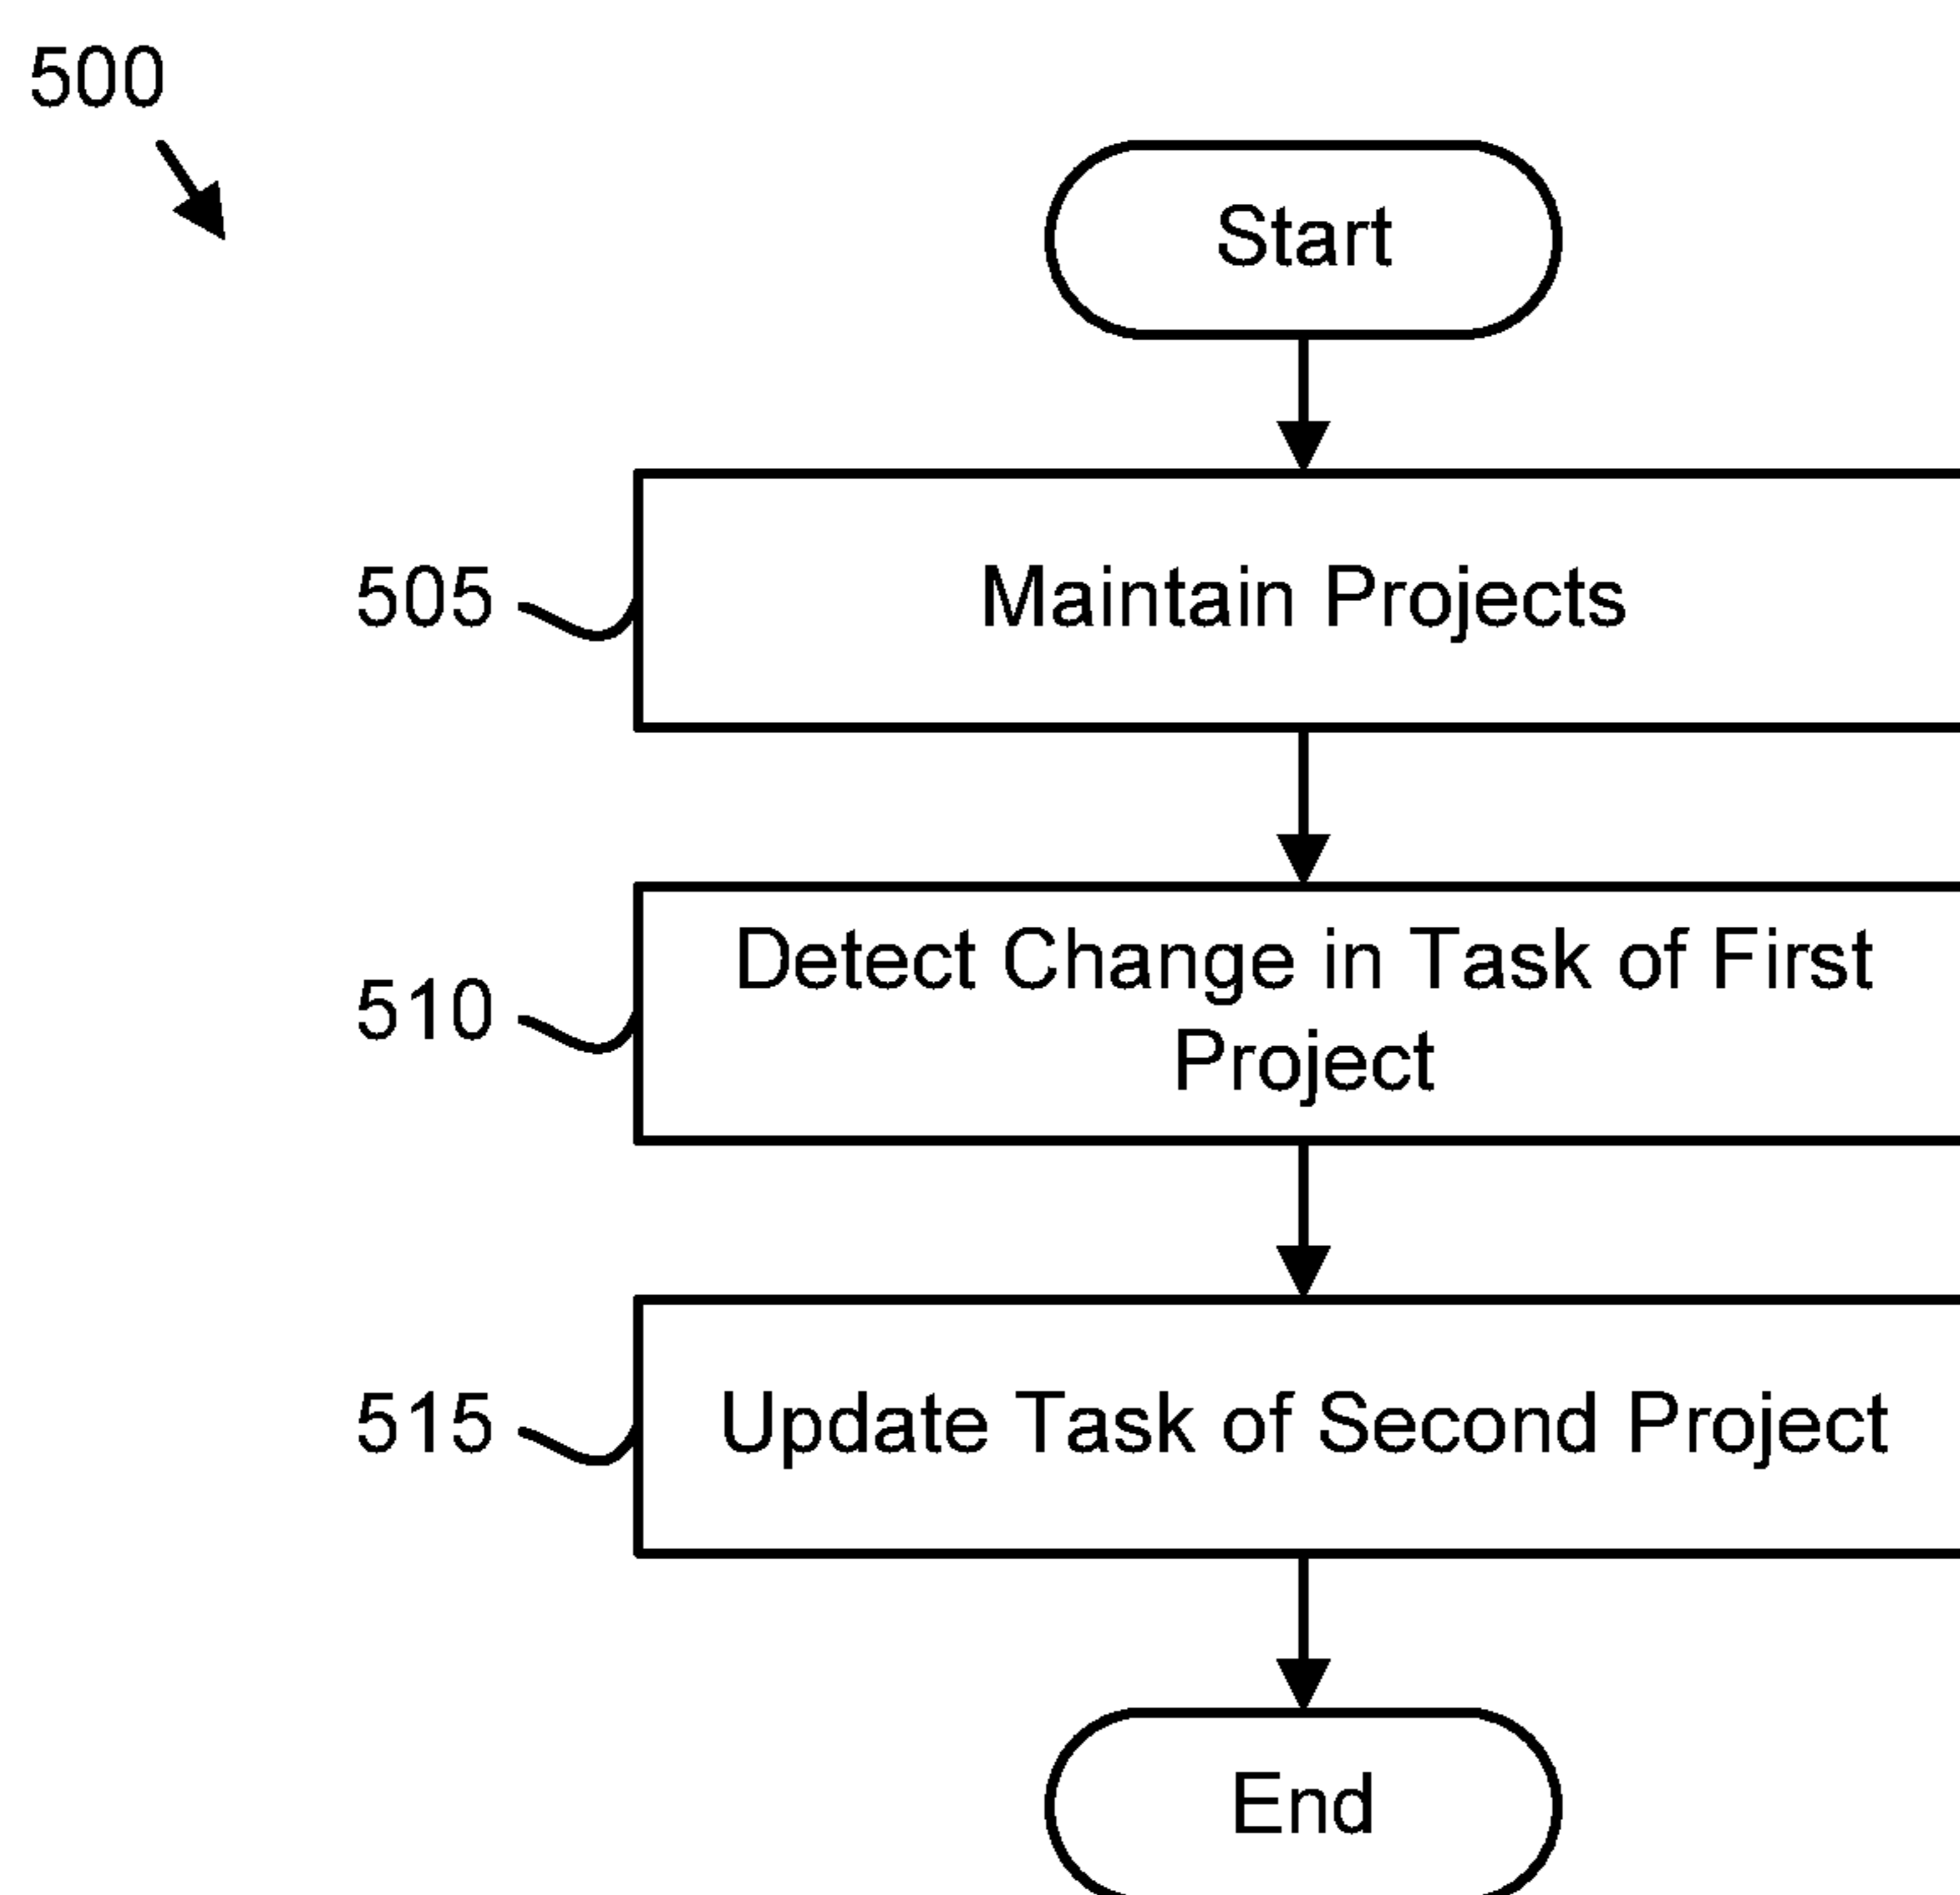 500
Start
505
Maintain Projects
510
Detect Change in Task of First
Project
515
Update Task of Second Project
End